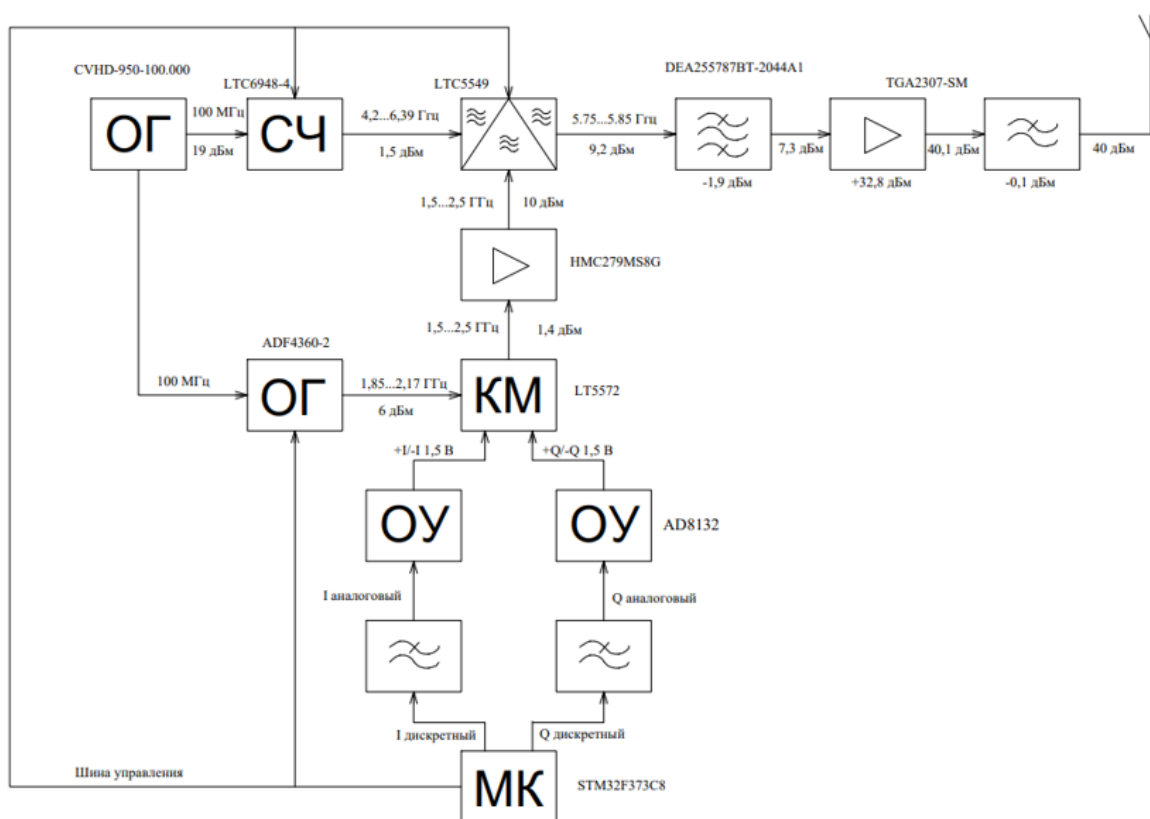 CVHD-950-100.000
LTC6948-4
LTC5549
DEA255787BT-2044A1
TGA2307-SM
ОГ
100 МГц
19 дБм
СЧ
4,2...6,39 Ггц
1,5 дБм
5.75...5.85 Ггц
9,2 дБм
-1,9 дБм
7,3 дБм
+32,8 дБм
40,1 дБм
-0,1 дБм
40 дБм
1,5...2,5 ГГц
10 дБм
HMC279MS8G
1,5...2,5 ГГц
1,4 дБм
ADF4360-2
100 МГц
ОГ
1,85...2,17 ГГц
6 дБм
КМ
LT5572
+I/-I 1,5 В
+Q/-Q 1,5 В
ОУ
ОУ
AD8132
I аналоговый
Q аналоговый
I дискретный
Q дискретный
Шина управления
МК
STM32F373C8